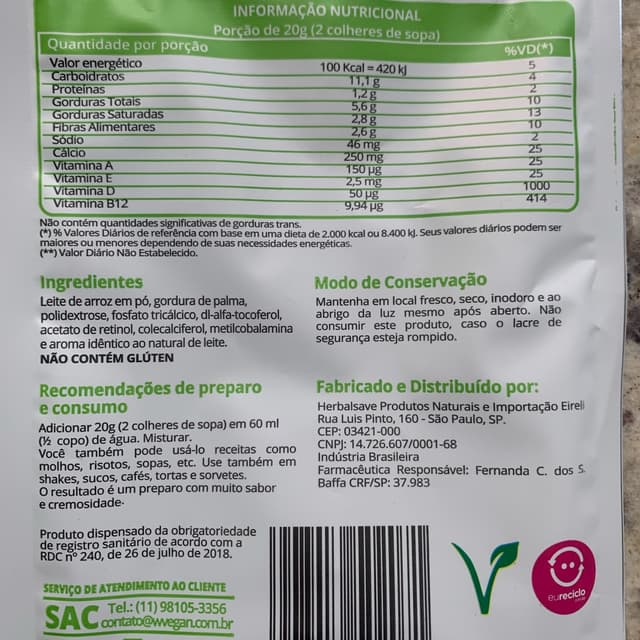 INFORMAÇÃO NUTRICIONAL
Porção de 20g (2 colheres de sopa)
Quantidade por porção %VD(*)
Valor energético 100 Kcal = 420 kJ 5
Carboidratos 11,1 g 4
Proteínas 1,2 g 2
Gorduras Totais 5,6 g 10
Gorduras Saturadas 2,8 g 13
Fibras Alimentares 2,6 g 10
Sódio 46 mg 2
Cálcio 250 mg 25
Vitamina A 150 µg 25
Vitamina E 2,5 mg 25
Vitamina D 50 µg 1000
Vitamina B12 9,94 µg 414
Não contém quantidades significativas de gorduras trans.
(*) % Valores Diários de referência com base em uma dieta de 2.000 kcal ou 8.400 kJ. Seus valores diários podem ser
maiores ou menores dependendo de suas necessidades energéticas.
(**) Valor Diário Não Estabelecido.
Ingredientes
Leite de arroz em pó, gordura de palma,
polidextrose, fosfato tricálcico, dl-alfa-tocoferol,
acetato de retinol, colecalciferol, metilcobalamina
e aroma idêntico ao natural de leite.
NÃO CONTÉM GLÚTEN
Modo de Conservação
Mantenha em local fresco, seco, inodoro e ao
abrigo da luz mesmo após aberto. Não
consumir este produto, caso o lacre de
segurança esteja rompido.
Recomendações de preparo
e consumo
Adicionar 20g (2 colheres de sopa) em 60 ml
(½ copo) de água. Misturar.
Você também pode usá-lo receitas como
molhos, risotos, sopas, etc. Use também em
shakes, sucos, cafés, tortas e sorvetes.
O resultado é um preparo com muito sabor
e cremosidade.
Fabricado e Distribuído por:
Herbalsave Produtos Naturais e Importação Eireli
Rua Luis Pinto, 160 - São Paulo, SP.
CEP: 03421-000
CNPJ: 14.726.607/0001-68
Indústria Brasileira
Farmacêutica Responsável: Fernanda C. dos S.
Baffa CRF/SP: 37.983
Produto dispensado da obrigatoriedade
de registro sanitário de acordo com a
RDC nº 240, de 26 de julho de 2018.
SERVIÇO DE ATENDIMENTO AO CLIENTE
SAC Tel.: (11) 98105-3356
contato@wvegan.com.br
eureciclo